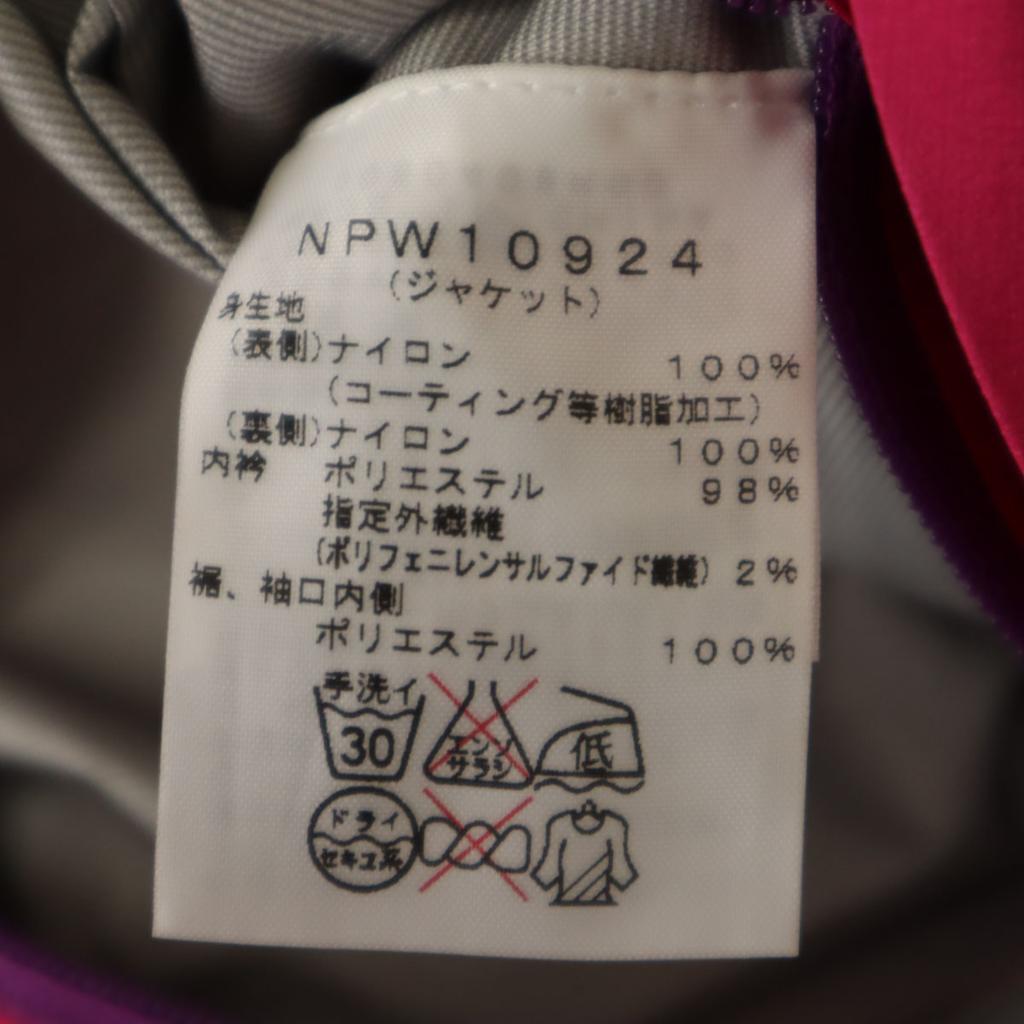 NPW10924
(ジャケット)
身生地
(表側)ナイロン 100%
(コーティング等樹脂加工)
(裏側)ナイロン 100%
内衿 ポリエステル 98%
指定外繊維
(ポリフェニレンサルファイド繊維) 2%
裾、袖口内側
ポリエステル 100%
手洗イ
30
エンソ
サラシ
低
ドライ
セキユ系